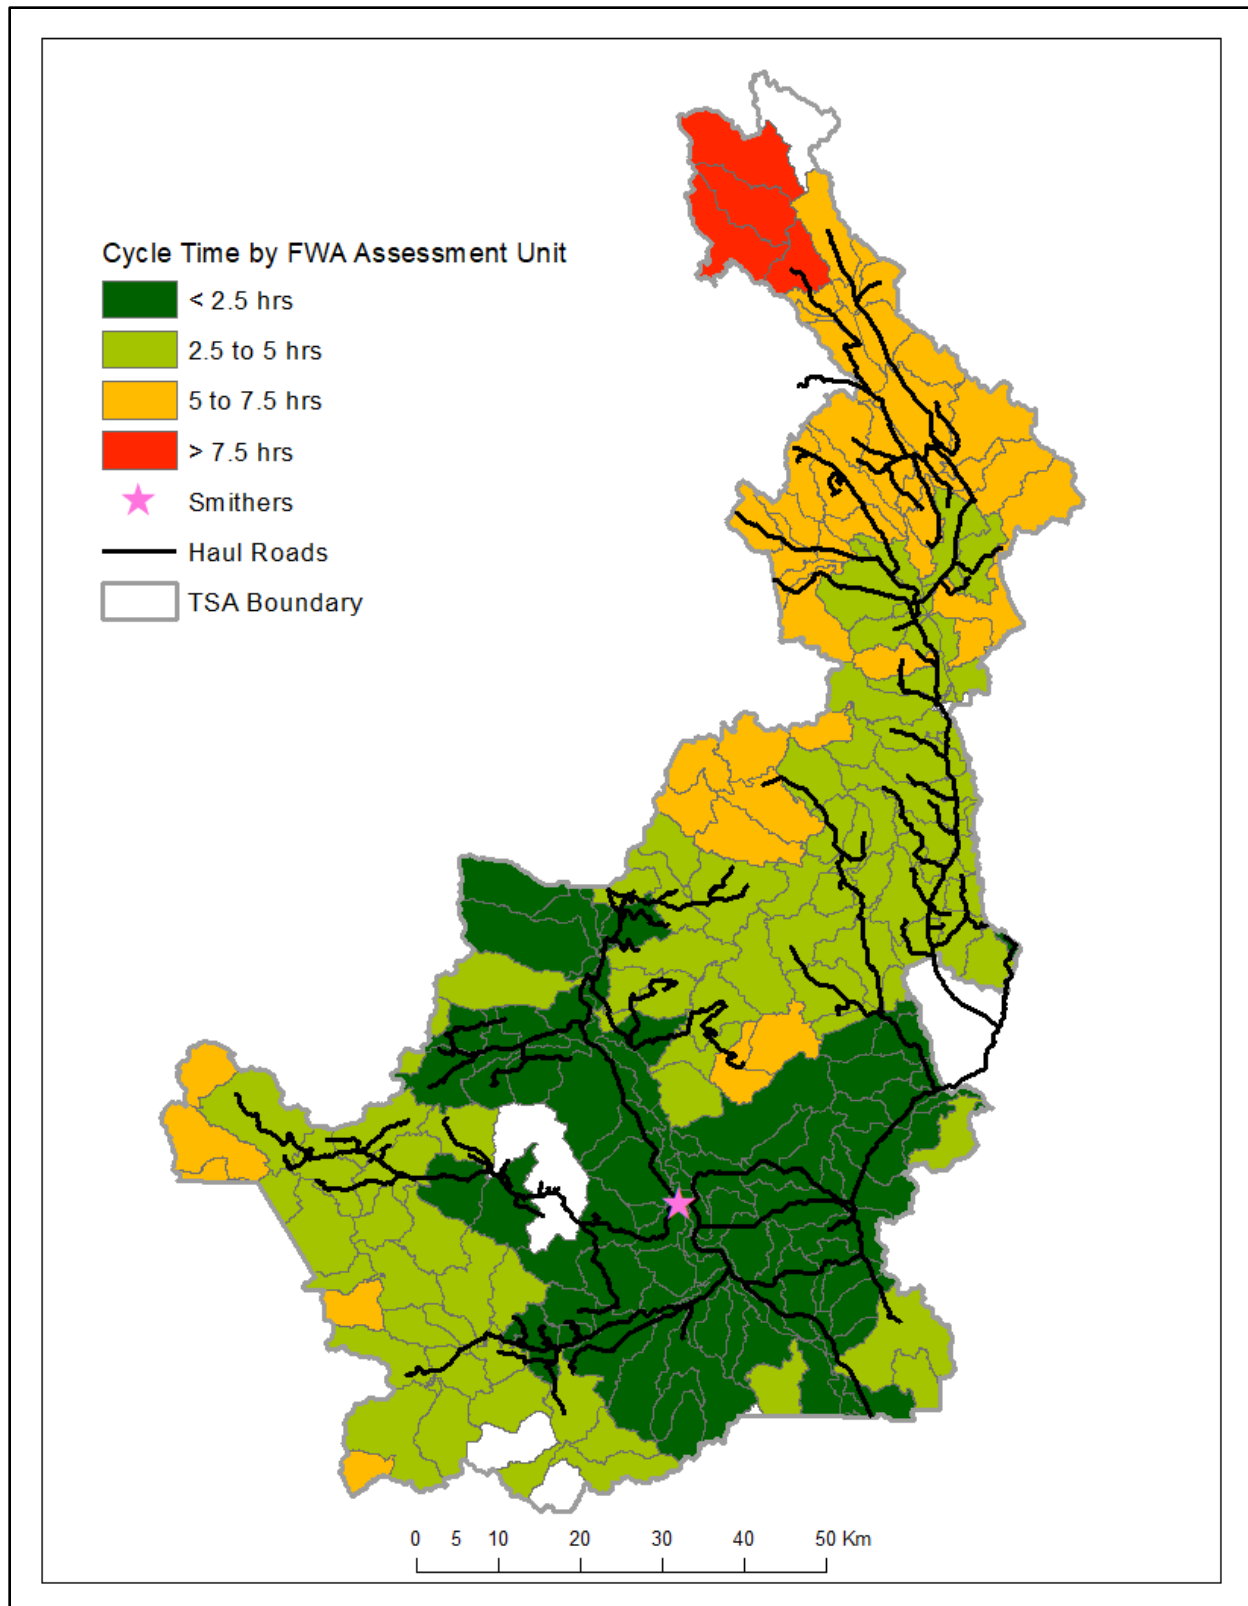 Cycle Time by FWA Assessment Unit
< 2.5 hrs
2.5 to 5 hrs
5 to 7.5 hrs
> 7.5 hrs
Smithers
Haul Roads
TSA Boundary
0 5 10 20 30 40 50 Km